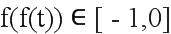 f(f(t)) ∈ [ - 1,0]